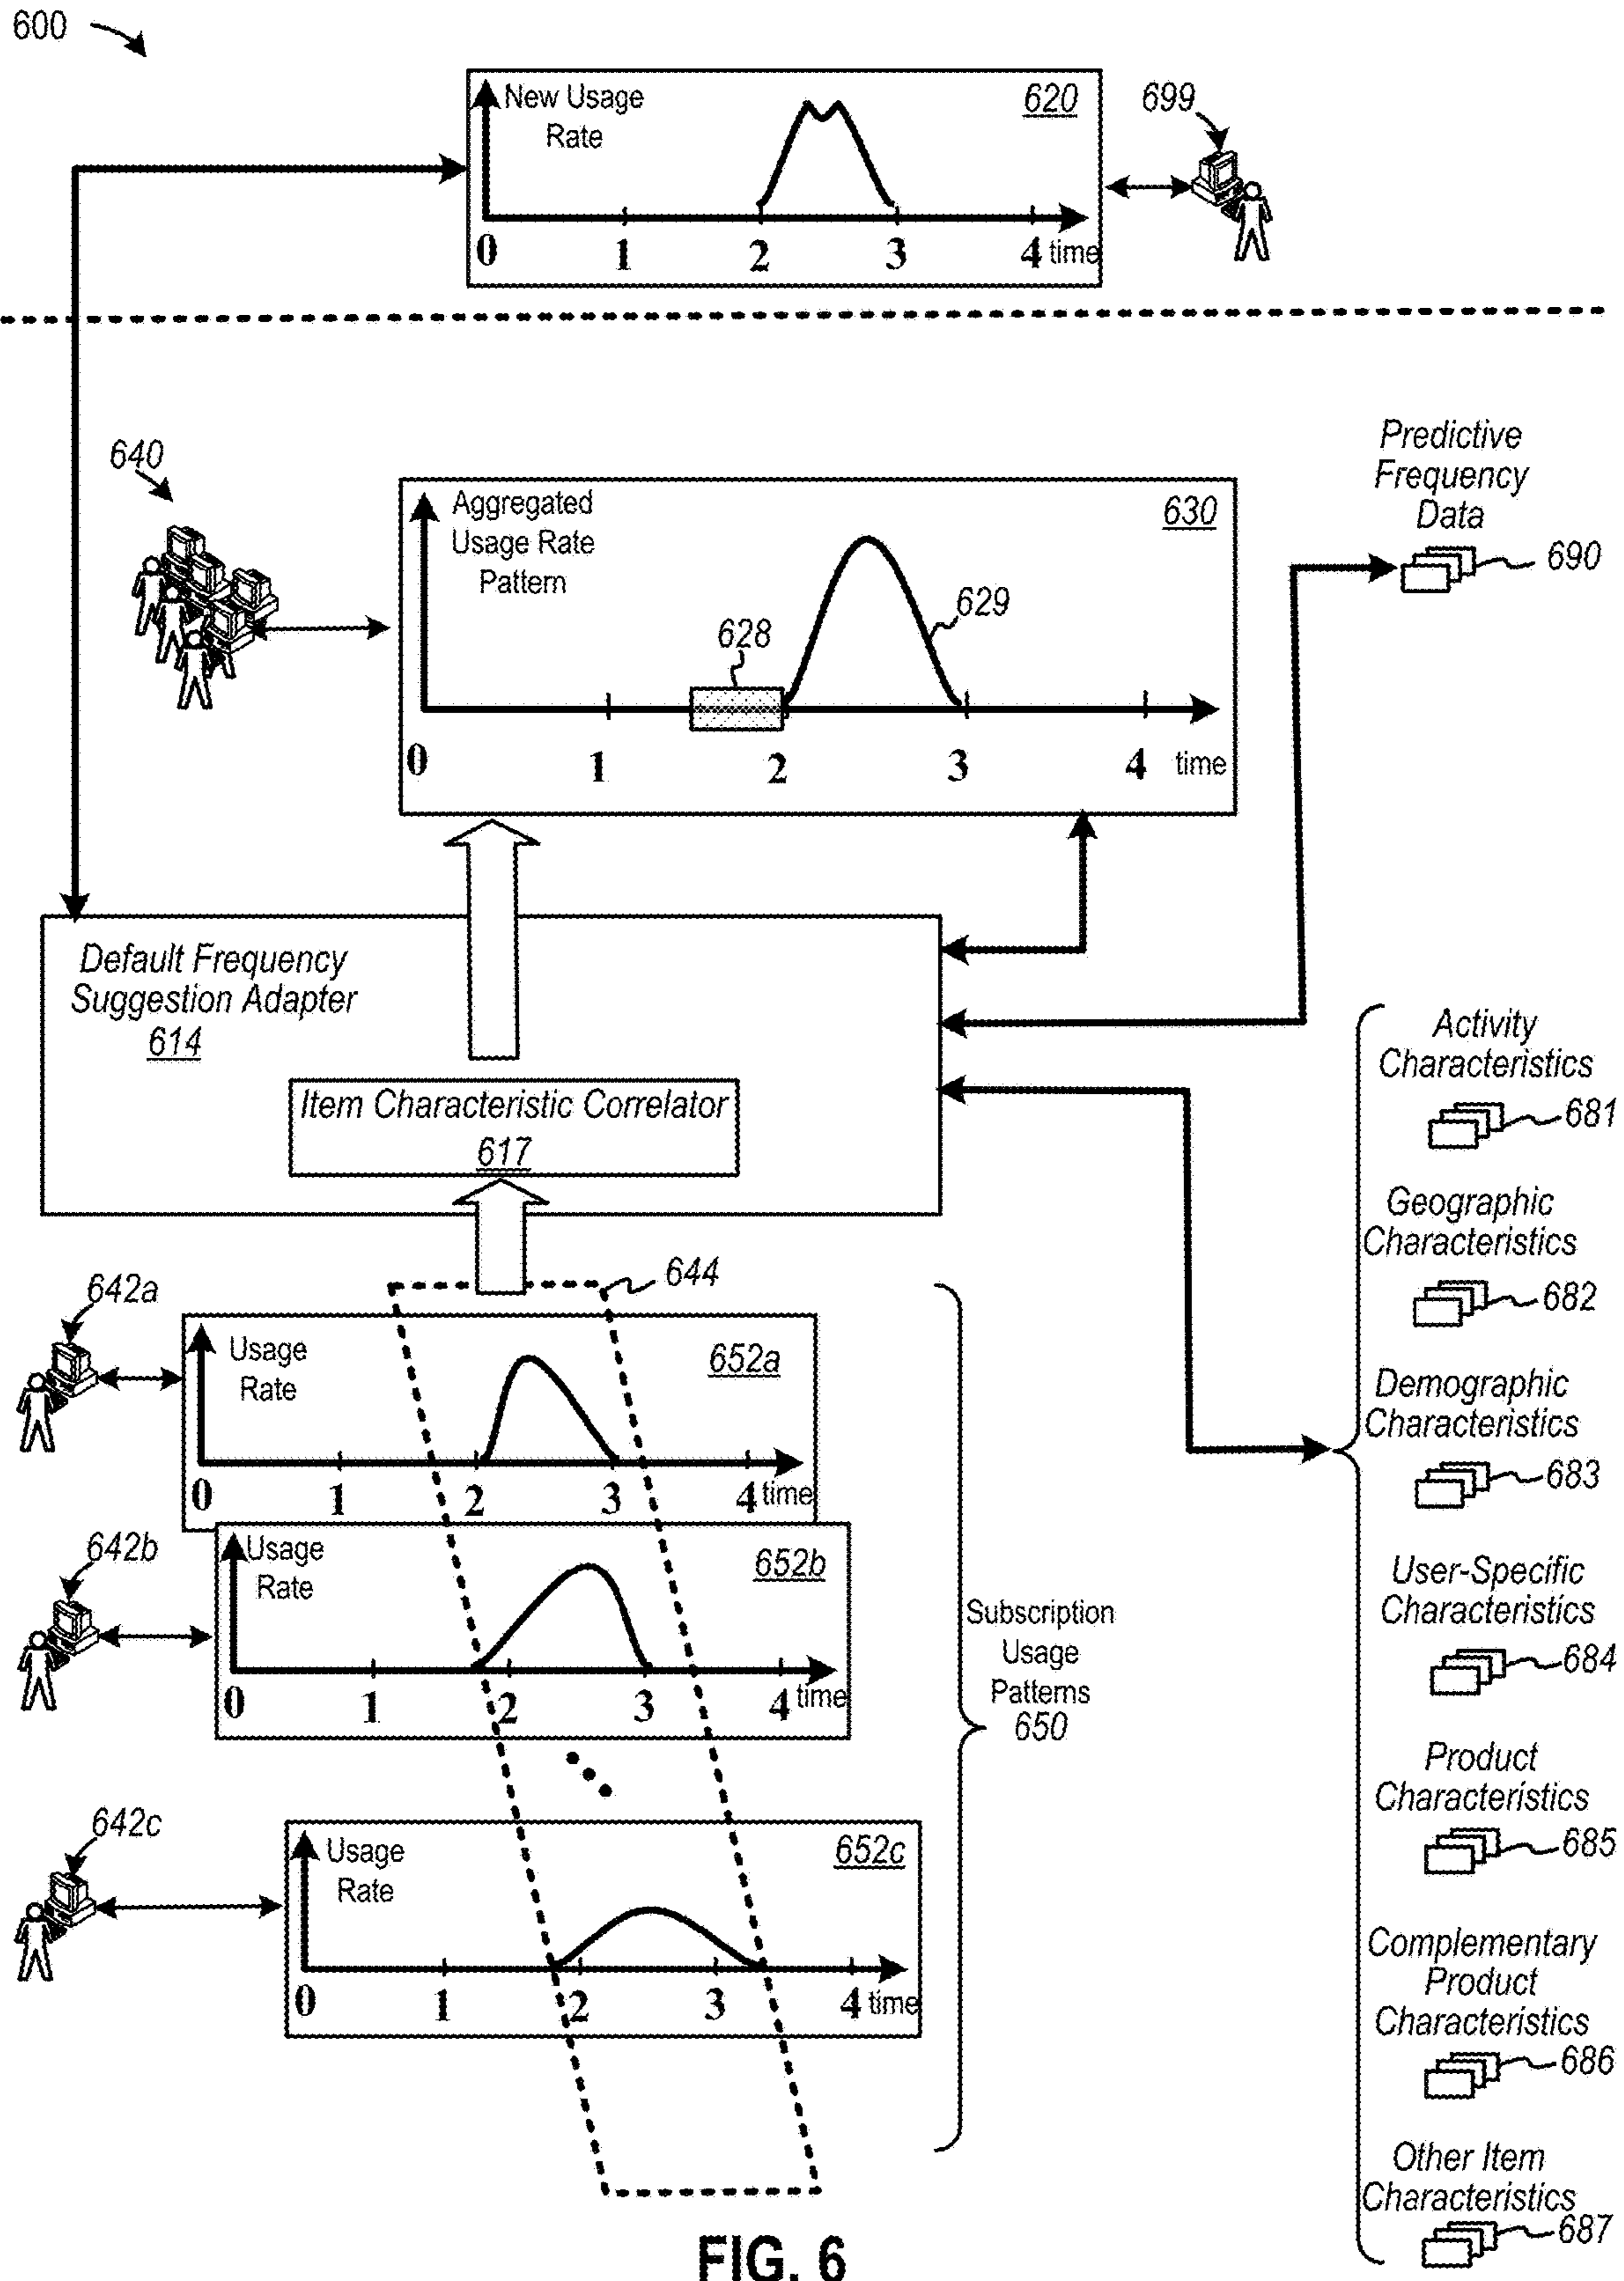 600
New Usage
Rate
620
699
0 1 2 3 4 time
640
Aggregated
Usage Rate
Pattern
630
629
628
0 1 2 3 4 time
Predictive
Frequency
Data
690
Default Frequency
Suggestion Adapter
614
Item Characteristic Correlator
617
644
642a
Usage
Rate
652a
0 1 2 3 4 time
642b
Usage
Rate
652b
0 1 2 3 4 time
642c
Usage
Rate
652c
0 1 2 3 4 time
Subscription
Usage
Patterns
650
Activity
Characteristics
681
Geographic
Characteristics
682
Demographic
Characteristics
683
User-Specific
Characteristics
684
Product
Characteristics
685
Complementary
Product
Characteristics
686
Other Item
Characteristics
687
FIG. 6